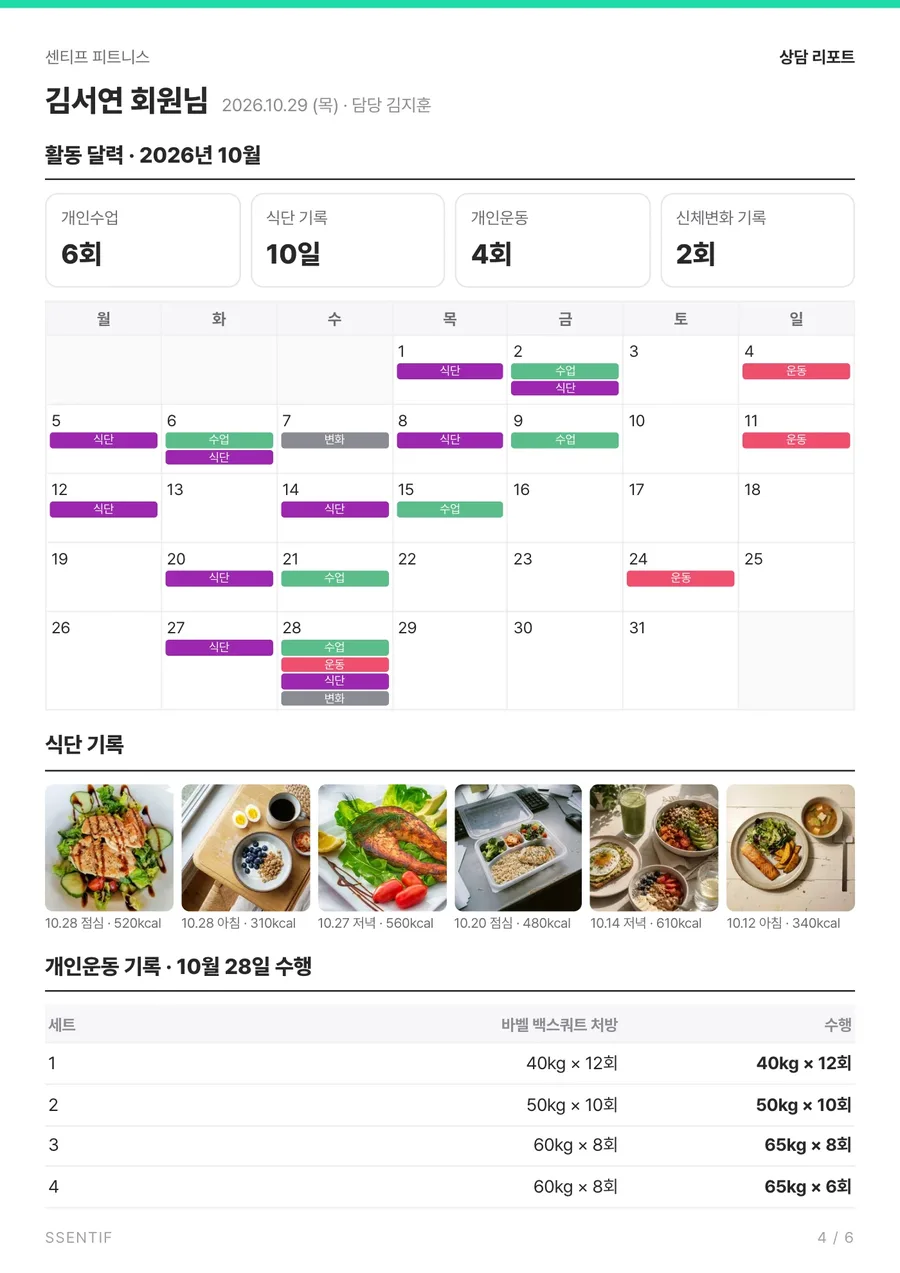 센티프 피트니스 상담 리포트
김서연 회원님 2026.10.29 (목) · 담당 김지훈
활동 달력 · 2026년 10월
개인수업 식단 기록 개인운동 신체변화 기록
6회 10일 4회 2회
월 화 수 목 금 토 일
1 2 3 4
식단 수업 운동
식단
5 6 7 8 9 10 11
식단 수업 변화 식단 수업 운동
식단
12 13 14 15 16 17 18
식단 식단 수업
19 20 21 22 23 24 25
식단 수업 운동
26 27 28 29 30 31
식단 수업
운동
식단
변화
식단 기록
10.28 점심 · 520kcal 10.28 아침 · 310kcal 10.27 저녁 · 560kcal 10.20 점심 · 480kcal 10.14 저녁 · 610kcal 10.12 아침 · 340kcal
개인운동 기록 · 10월 28일 수행
세트 바벨 백스쿼트 처방 수행
1 40kg × 12회 40kg × 12회
2 50kg × 10회 50kg × 10회
3 60kg × 8회 65kg × 8회
4 60kg × 8회 65kg × 6회
SSENTIF 4 / 6